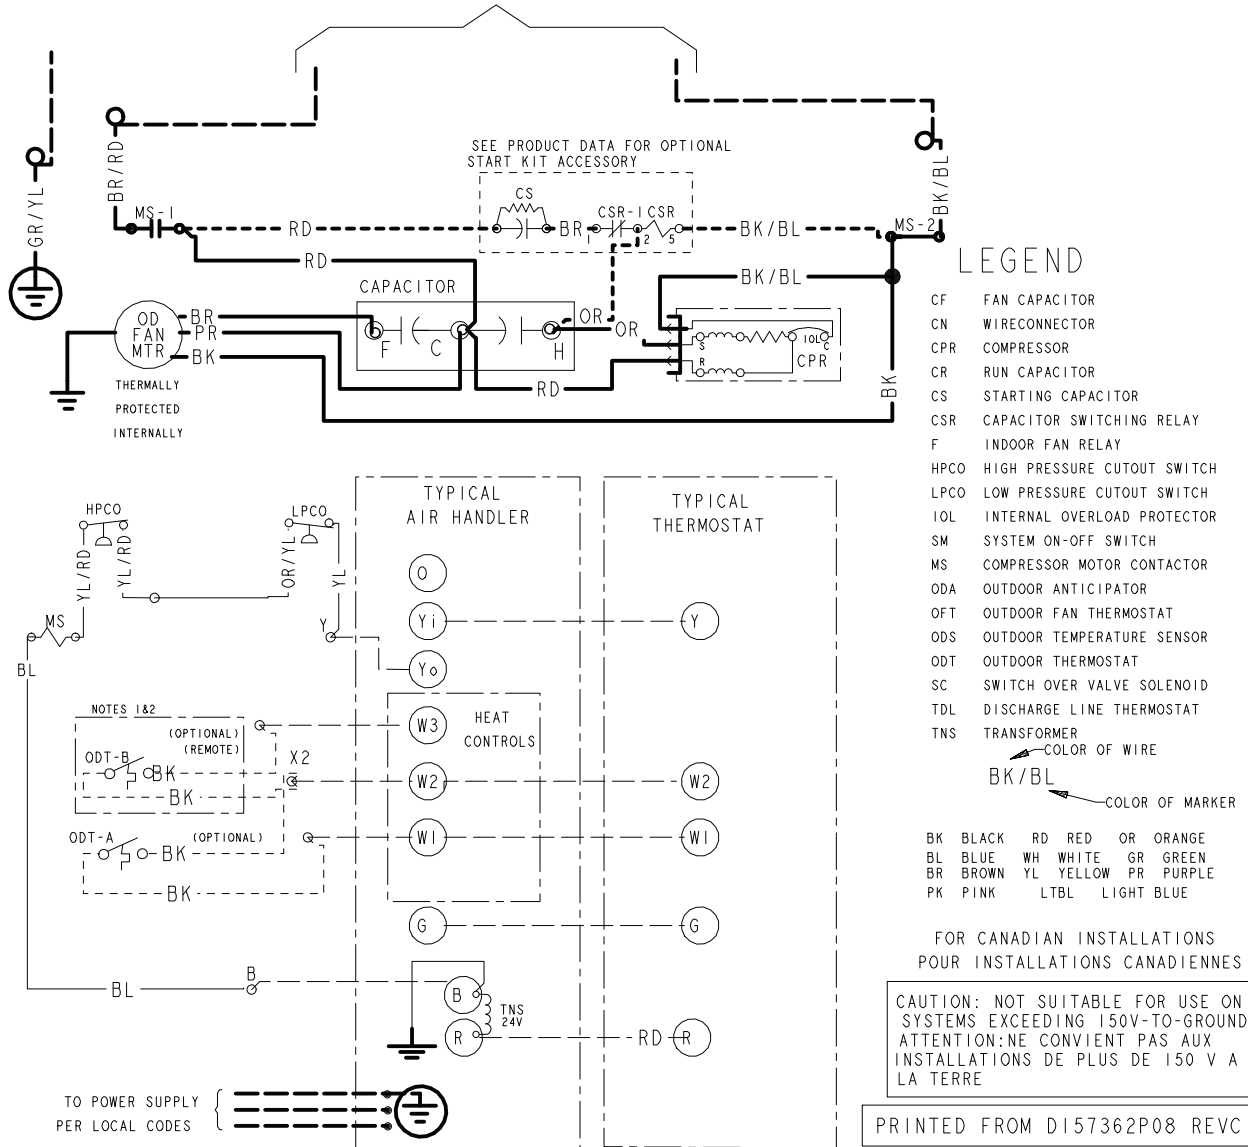 SEE PRODUCT DATA FOR OPTIONAL
START KIT ACCESSORY
BR/RD
GR/YL
BK/BL
MS-1
RD
CS
BR
CSR-1
CSR
1
2
5
BK/BL
MS-2
RD
CAPACITOR
BK/BL
OD
FAN
MTR
BR
PR
BK
F
C
H
OR
OR
S
R
IOL
C
CPR
RD
BK
THERMALLY
PROTECTED
INTERNALLY
LEGEND
CF FAN CAPACITOR
CN WIRECONNECTOR
CPR COMPRESSOR
CR RUN CAPACITOR
CS STARTING CAPACITOR
CSR CAPACITOR SWITCHING RELAY
F INDOOR FAN RELAY
HPCO HIGH PRESSURE CUTOUT SWITCH
LPCO LOW PRESSURE CUTOUT SWITCH
IOL INTERNAL OVERLOAD PROTECTOR
SM SYSTEM ON-OFF SWITCH
MS COMPRESSOR MOTOR CONTACTOR
ODA OUTDOOR ANTICIPATOR
OFT OUTDOOR FAN THERMOSTAT
ODS OUTDOOR TEMPERATURE SENSOR
ODT OUTDOOR THERMOSTAT
SC SWITCH OVER VALVE SOLENOID
TDL DISCHARGE LINE THERMOSTAT
TNS TRANSFORMER
COLOR OF WIRE
BK/BL
COLOR OF MARKER
BK BLACK RD RED OR ORANGE
BL BLUE WH WHITE GR GREEN
BR BROWN YL YELLOW PR PURPLE
PK PINK LTBL LIGHT BLUE
TYPICAL
AIR HANDLER
TYPICAL
THERMOSTAT
HPCO
LPCO
YL/RD
YL/RD
OR/YL
YL
MS
BL
Y
O
Yi
Y
Yo
NOTES 1&2
(OPTIONAL)
(REMOTE)
ODT-B
BK
BK
X2
W3
HEAT
CONTROLS
W2
W2
ODT-A
(OPTIONAL)
BK
BK
W1
W1
G
G
B
BL
B
TNS
24V
R
RD
R
TO POWER SUPPLY
PER LOCAL CODES
FOR CANADIAN INSTALLATIONS
POUR INSTALLATIONS CANADIENNES
CAUTION: NOT SUITABLE FOR USE ON
SYSTEMS EXCEEDING 150V-TO-GROUND
ATTENTION:NE CONVIENT PAS AUX
INSTALLATIONS DE PLUS DE 150 V A
LA TERRE
PRINTED FROM D157362P08 REVC